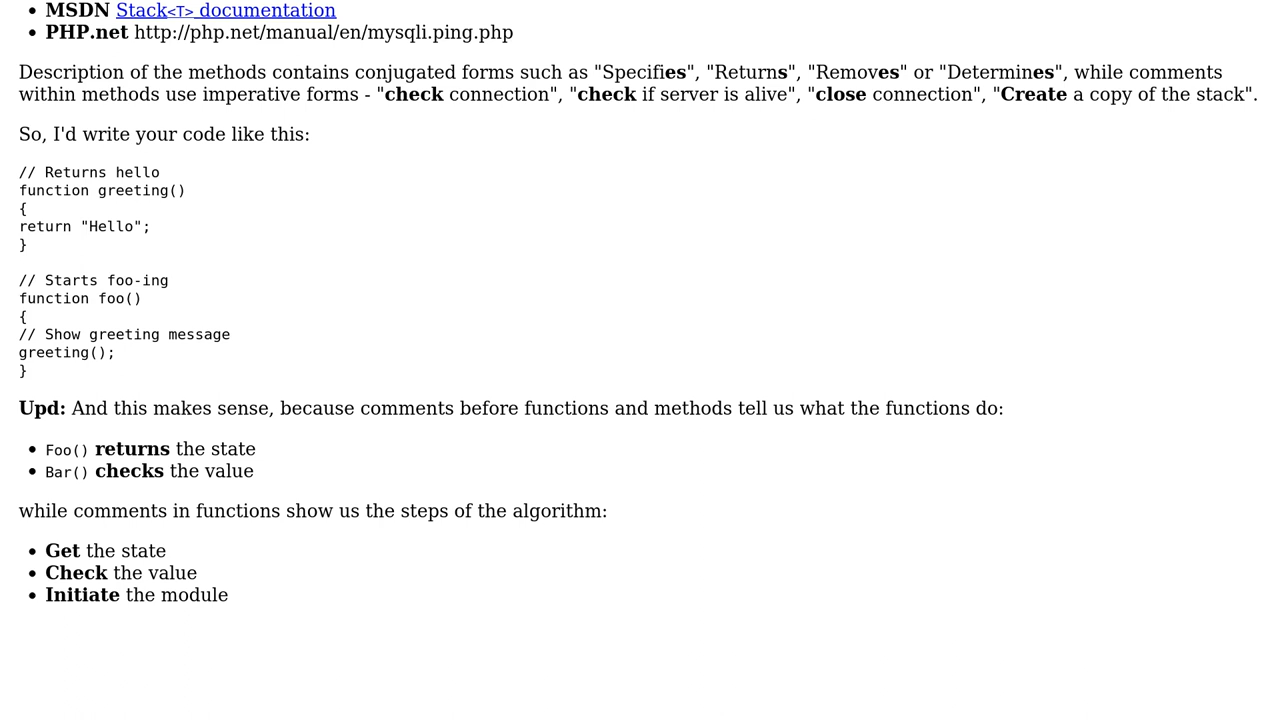 • MSDN Stack<T> documentation
• PHP.net http://php.net/manual/en/mysqli.ping.php
Description of the methods contains conjugated forms such as "Specifies", "Returns", "Removes" or "Determines", while comments
within methods use imperative forms - "check connection", "check if server is alive", "close connection", "Create a copy of the stack".
So, I'd write your code like this:
// Returns hello
function greeting()
{
return "Hello";
}
// Starts foo-ing
function foo()
{
// Show greeting message
greeting();
}
Upd: And this makes sense, because comments before functions and methods tell us what the functions do:
• Foo() returns the state
• Bar() checks the value
while comments in functions show us the steps of the algorithm:
• Get the state
• Check the value
• Initiate the module